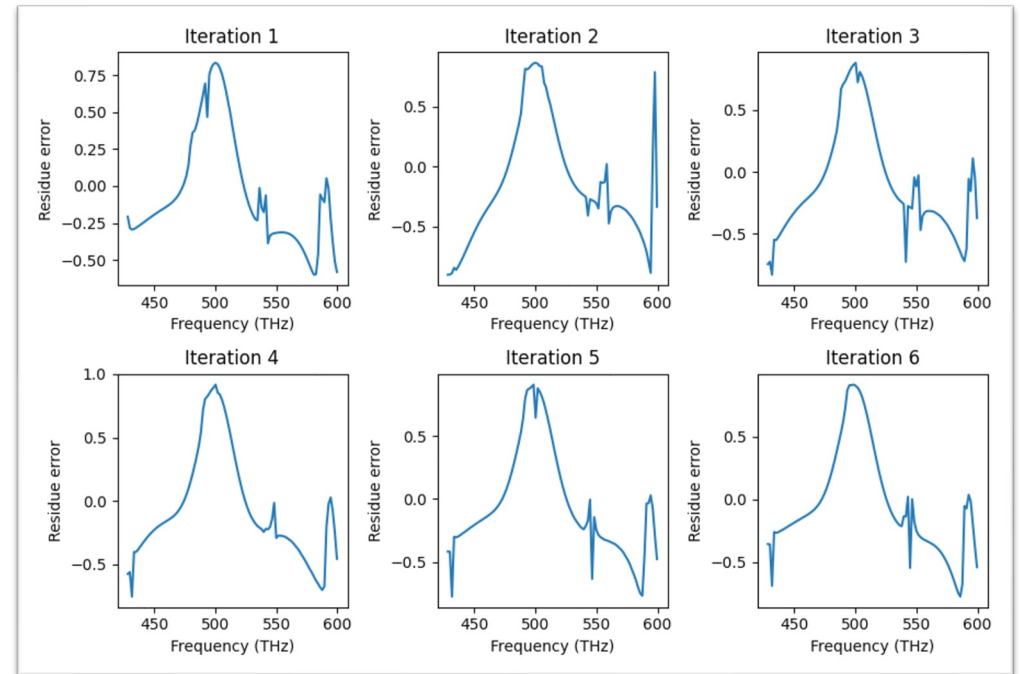 Iteration 1
Iteration 2
Iteration 3
0.75
0.50
0.25
0.00
−0.25
−0.50
Residue error
450 500 550 600
Frequency (THz)
0.5
0.0
−0.5
Residue error
450 500 550 600
Frequency (THz)
0.5
0.0
−0.5
Residue error
450 500 550 600
Frequency (THz)
Iteration 4
Iteration 5
Iteration 6
1.0
0.5
0.0
−0.5
Residue error
450 500 550 600
Frequency (THz)
0.5
0.0
−0.5
Residue error
450 500 550 600
Frequency (THz)
0.5
0.0
−0.5
Residue error
450 500 550 600
Frequency (THz)